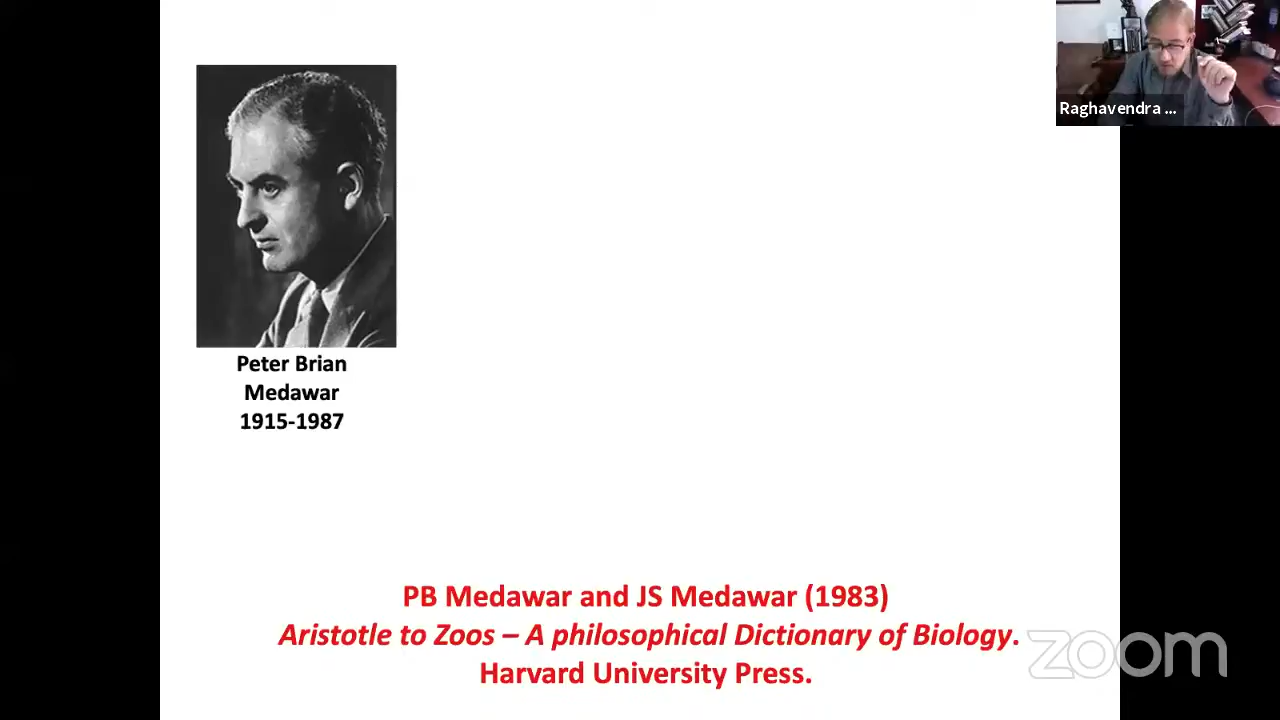 Raghavendra ...
Peter Brian
Medawar
1915-1987
PB Medawar and JS Medawar (1983)
Aristotle to Zoos – A philosophical Dictionary of Biology.
Harvard University Press.
zoom